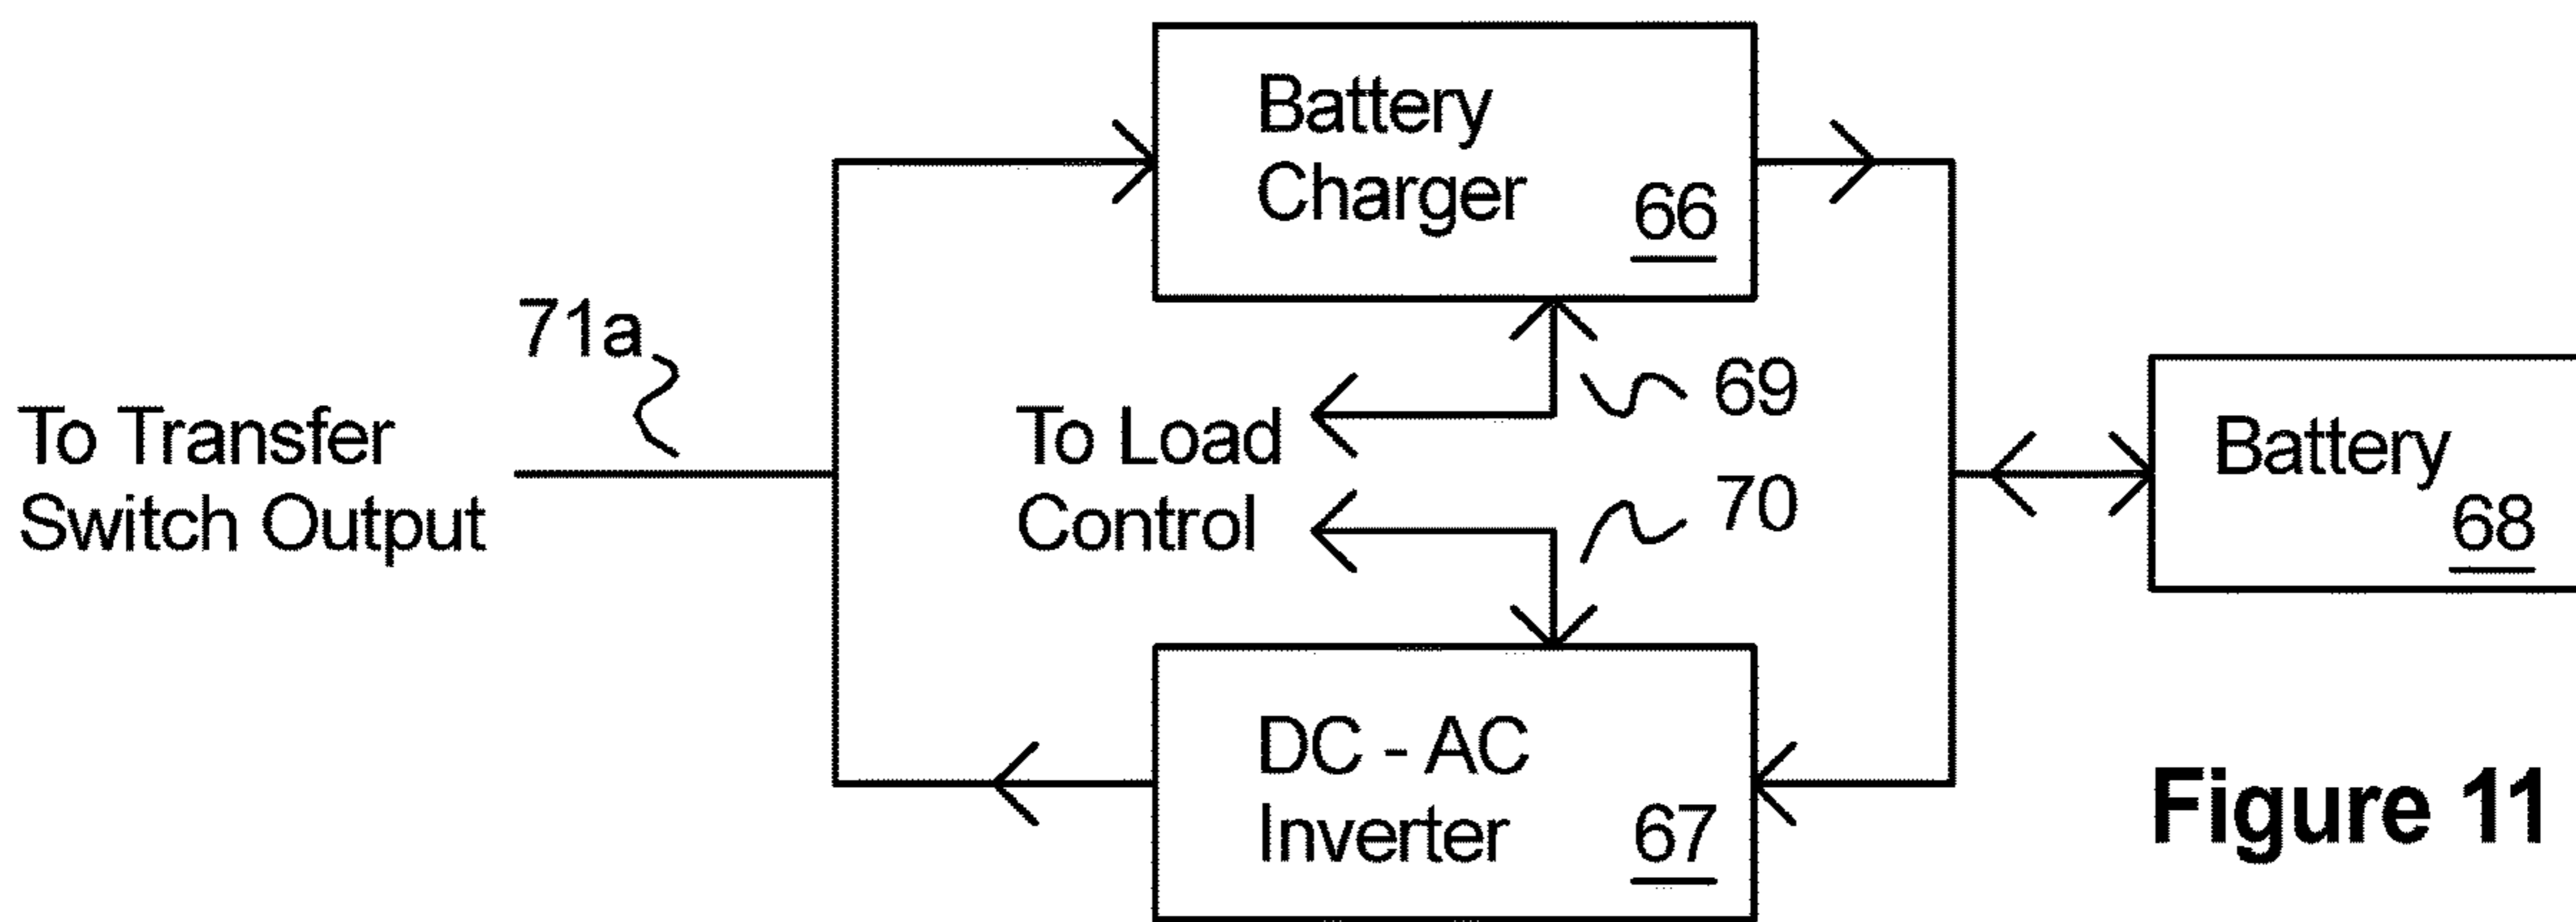 Battery
Charger
66
71a
To Transfer
Switch Output
To Load
Control
69
70
Battery
68
DC - AC
Inverter
67
Figure 11